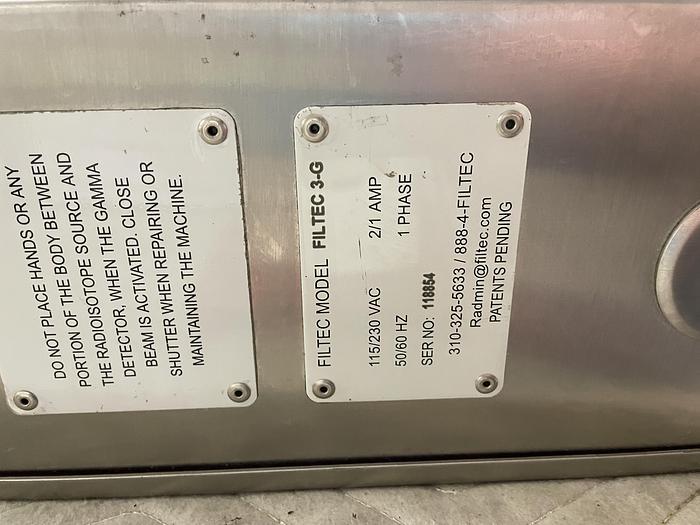 DO NOT PLACE HANDS OR ANY
PORTION OF THE BODY BETWEEN
THE RADIOISOTOPE SOURCE AND
DETECTOR, WHEN THE GAMMA
BEAM IS ACTIVATED. CLOSE
SHUTTER WHEN REPAIRING OR
MAINTAINING THE MACHINE.
FILTEC MODEL FILTEC 3-G
115/230 VAC 2/1 AMP
50/60 HZ 1 PHASE
SER NO: 118654
310-325-5633 / 888-4-FILTEC
Radmin@filtec.com
PATENTS PENDING